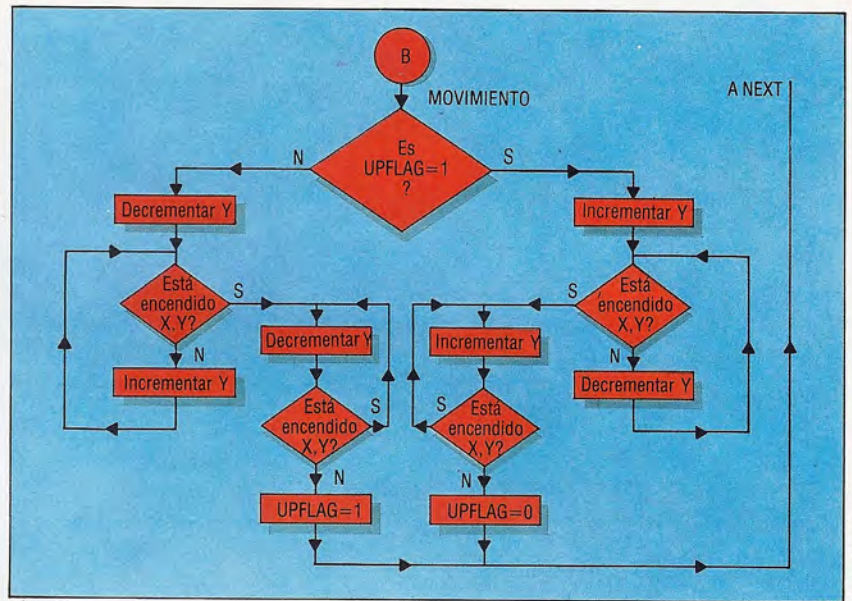 B
MOVIMIENTO
A NEXT
Es
UPFLAG=1
?
N
S
Decrementar Y
Incrementar Y
Está
encendido
X,Y?
S
N
Incrementar Y
Decrementar Y
Está
encendido
X,Y?
S
N
UPFLAG=1
Incrementar Y
Está
encendido
X,Y?
S
N
UPFLAG=0
Está
encendido
X,Y?
S
N
Decrementar Y